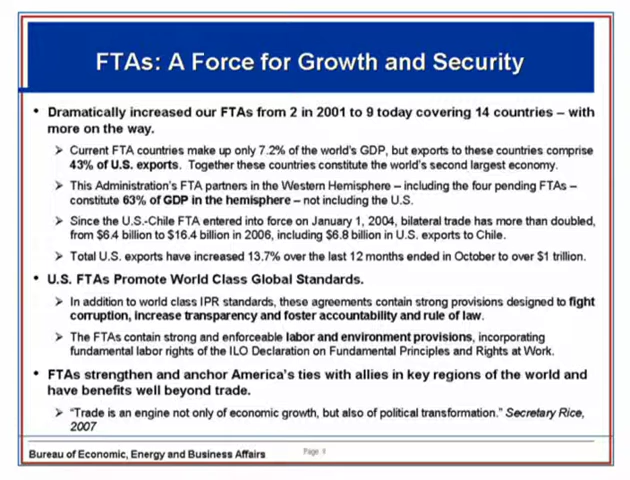 FTAs: A Force for Growth and Security
• Dramatically increased our FTAs from 2 in 2001 to 9 today covering 14 countries – with
more on the way.
➢ Current FTA countries make up only 7.2% of the world's GDP, but exports to these countries comprise
43% of U.S. exports. Together these countries constitute the world's second largest economy.
➢ This Administration's FTA partners in the Western Hemisphere – including the four pending FTAs –
constitute 63% of GDP in the hemisphere – not including the U.S.
➢ Since the U.S.-Chile FTA entered into force on January 1, 2004, bilateral trade has more than doubled,
from $6.4 billion to $16.4 billion in 2006, including $6.8 billion in U.S. exports to Chile.
➢ Total U.S. exports have increased 13.7% over the last 12 months ended in October to over $1 trillion.
• U.S. FTAs Promote World Class Global Standards.
➢ In addition to world class IPR standards, these agreements contain strong provisions designed to fight
corruption, increase transparency and foster accountability and rule of law.
➢ The FTAs contain strong and enforceable labor and environment provisions, incorporating
fundamental labor rights of the ILO Declaration on Fundamental Principles and Rights at Work.
• FTAs strengthen and anchor America's ties with allies in key regions of the world and
have benefits well beyond trade.
➢ "Trade is an engine not only of economic growth, but also of political transformation." Secretary Rice,
2007
Bureau of Economic, Energy and Business Affairs
Page